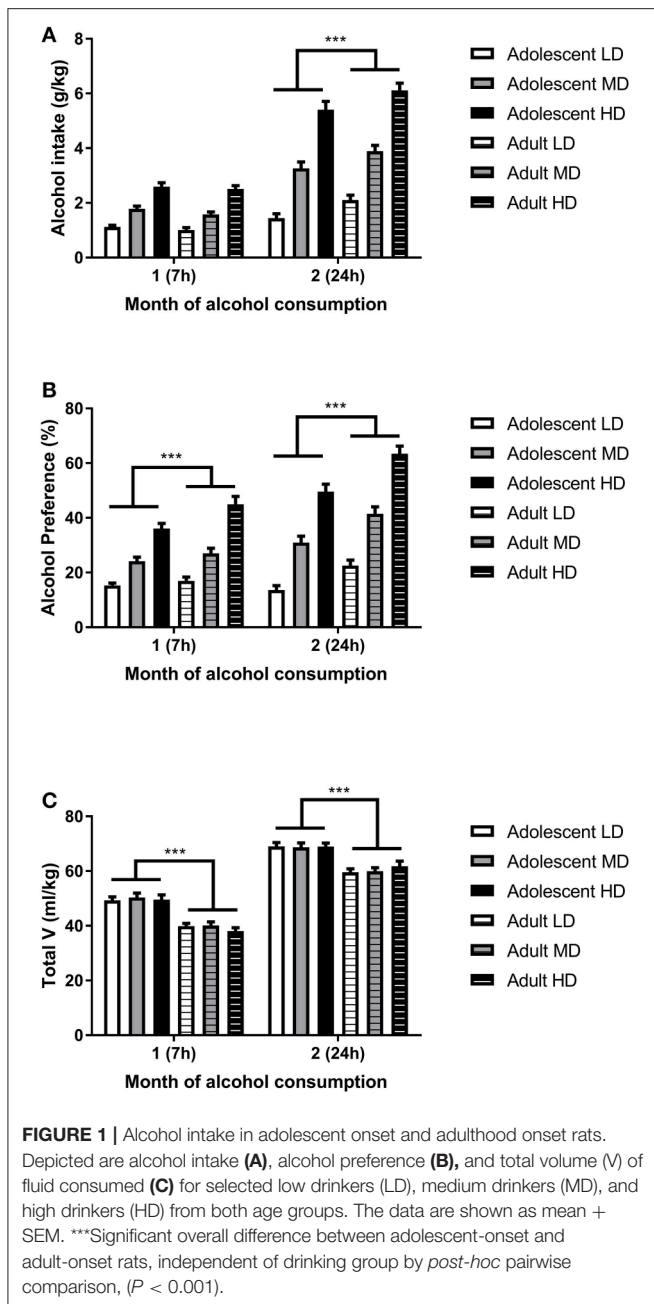 A
Alcohol intake (g/kg)
8
6
4
2
0
***
1 (7h)
2 (24h)
Month of alcohol consumption
Adolescent LD
Adolescent MD
Adolescent HD
Adult LD
Adult MD
Adult HD
B
Alcohol Preference (%)
80
60
40
20
0
***
***
1 (7h)
2 (24h)
Month of alcohol consumption
Adolescent LD
Adolescent MD
Adolescent HD
Adult LD
Adult MD
Adult HD
C
Total V (ml/kg)
80
60
40
20
0
***
***
1 (7h)
2 (24h)
Month of alcohol consumption
Adolescent LD
Adolescent MD
Adolescent HD
Adult LD
Adult MD
Adult HD
FIGURE 1 | Alcohol intake in adolescent onset and adulthood onset rats.
Depicted are alcohol intake (A), alcohol preference (B), and total volume (V) of
fluid consumed (C) for selected low drinkers (LD), medium drinkers (MD), and
high drinkers (HD) from both age groups. The data are shown as mean +
SEM. ***Significant overall difference between adolescent-onset and
adult-onset rats, independent of drinking group by post-hoc pairwise
comparison, (P < 0.001).